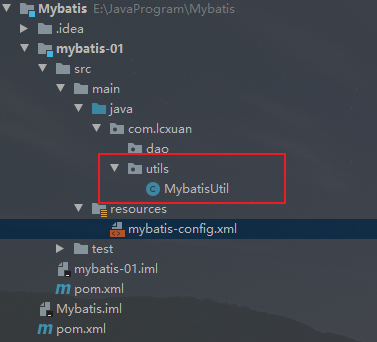 Mybatis E:\JavaProgram\Mybatis
.idea
mybatis-01
src
main
java
com.lcxuan
dao
utils
MybatisUtil
resources
mybatis-config.xml
test
mybatis-01.iml
pom.xml
Mybatis.iml
pom.xml